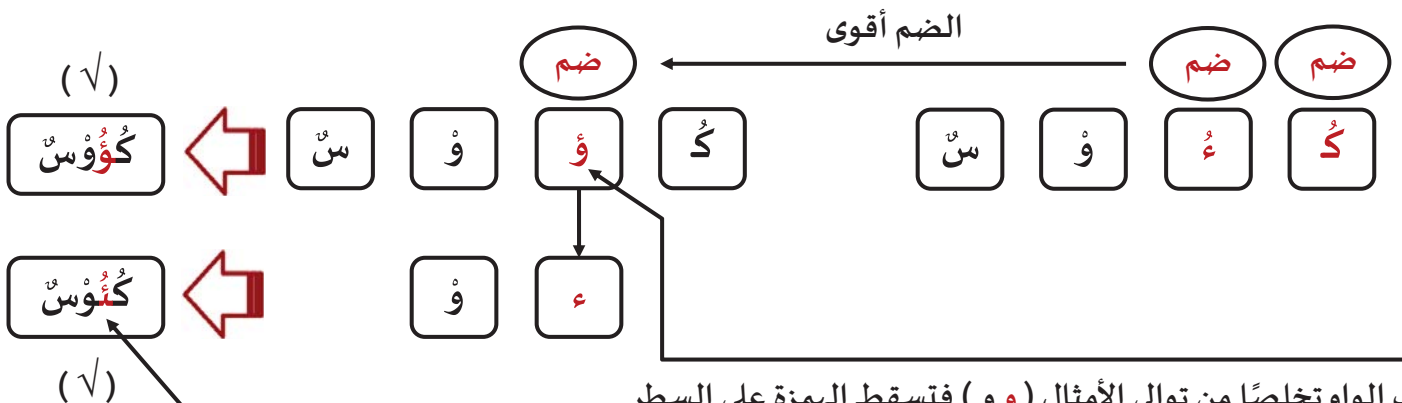 الضم أقوى
ضم ضم ضم
(√)
كُ ءُ وْ سٌ كُ ؤ وْ سٌ كُؤُوْسٌ
ء وْ كُئُوْسٌ
(√)
الواو تخلصًا من توالي الأمثال ( و و ) فتسقط الهمزة على السطر